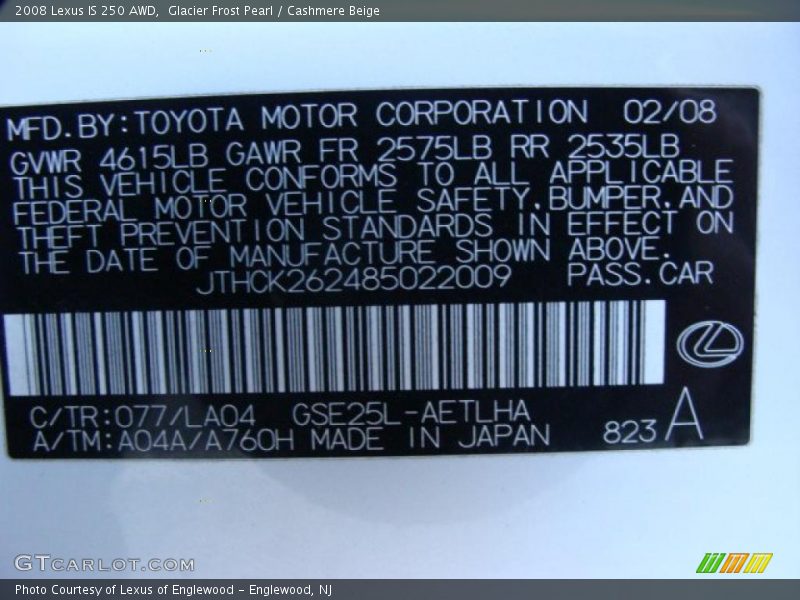 2008 Lexus IS 250 AWD,  Glacier Frost Pearl / Cashmere Beige
MFD.BY:TOYOTA MOTOR CORPORATION 02/08
GVWR 4615LB GAWR FR 2575LB RR 2535LB
THIS VEHICLE CONFORMS TO ALL APPLICABLE
FEDERAL MOTOR VEHICLE SAFETY.BUMPER.AND
THEFT PREVENTION STANDARDS IN EFFECT ON
THE DATE OF MANUFACTURE SHOWN ABOVE.
JTHCK262485022009 PASS.CAR
C/TR:077/LA04 GSE25L-AETLHA
A/TM:A04A/A760H MADE IN JAPAN 823 A
GTCARLOT.COM
Photo Courtesy of Lexus of Englewood - Englewood, NJ